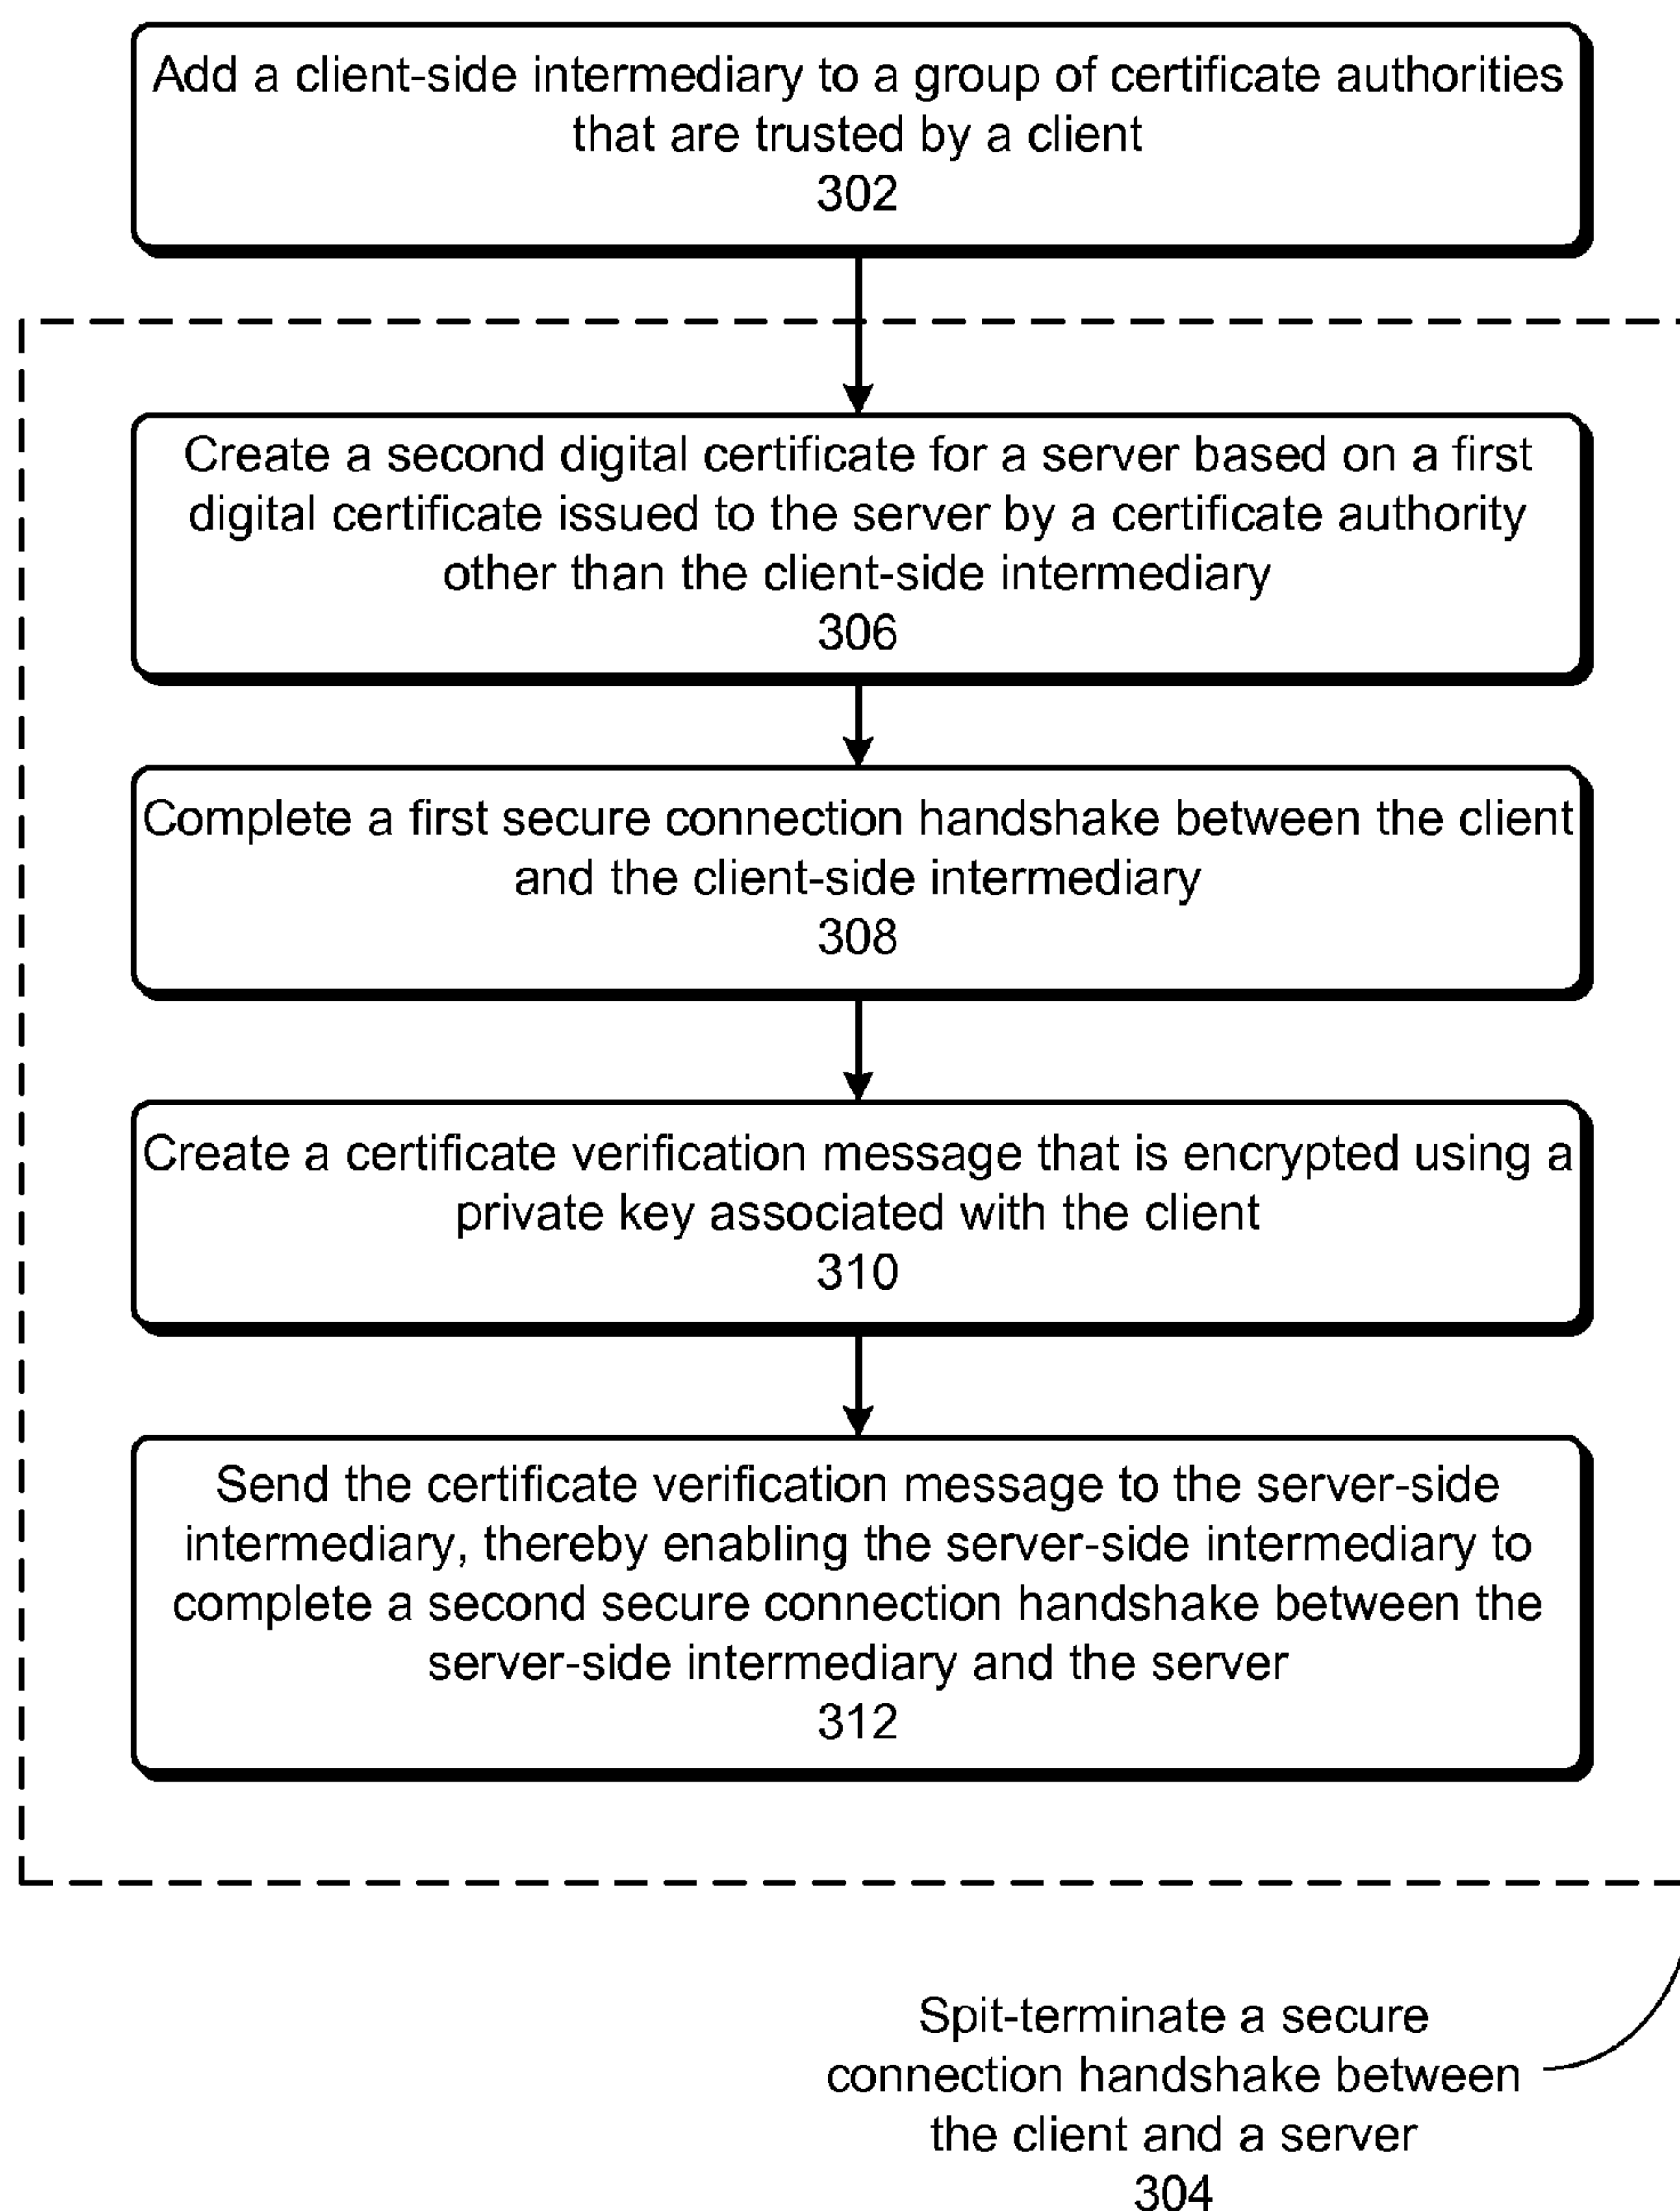 Add a client-side intermediary to a group of certificate authorities
that are trusted by a client
302
Create a second digital certificate for a server based on a first
digital certificate issued to the server by a certificate authority
other than the client-side intermediary
306
Complete a first secure connection handshake between the client
and the client-side intermediary
308
Create a certificate verification message that is encrypted using a
private key associated with the client
310
Send the certificate verification message to the server-side
intermediary, thereby enabling the server-side intermediary to
complete a second secure connection handshake between the
server-side intermediary and the server
312
Spit-terminate a secure
connection handshake between
the client and a server
304